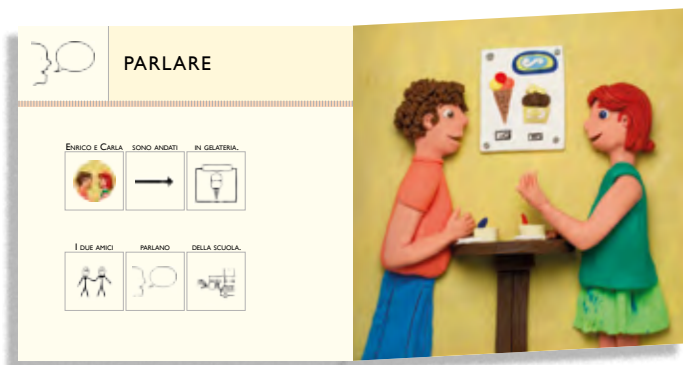 PARLARE
ENRICO E CARLA SONO ANDATI IN GELATERIA.
I DUE AMICI PARLANO DELLA SCUOLA.